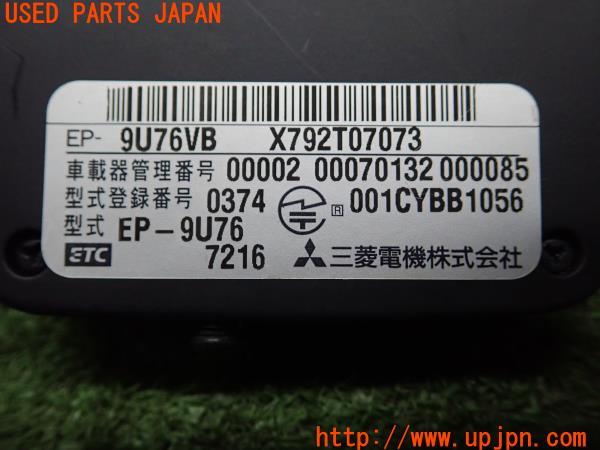 USED PARTS JAPAN
EP- 9U76VB X792T07073
車載器管理番号 00002 00070132 000085
型式登録番号 0374 R 001CYBB1056
型式 EP-9U76
ETC 7216 三菱電機株式会社
UPJ
www.upjpn.com